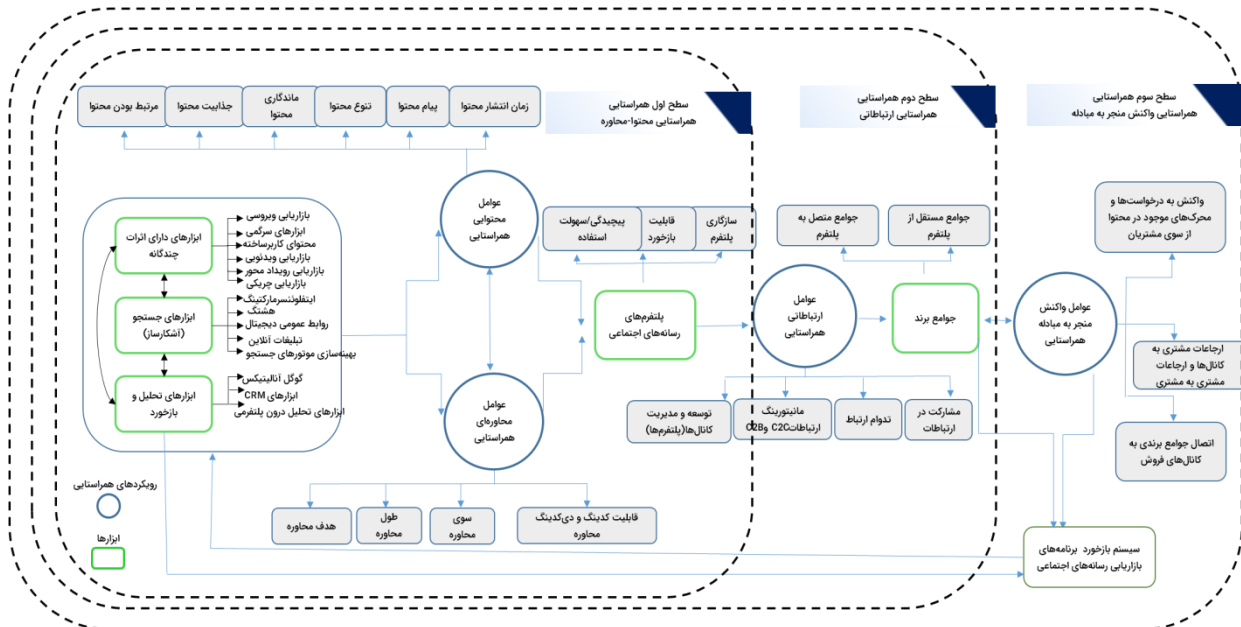 سطح اول همراستایی
همراستایی محتوا-محاوره
سطح دوم همراستایی
همراستایی ارتباطاتی
سطح سوم همراستایی
همراستایی واکنش منجر به مبادله
مرتبط بودن محتوا
جذابیت محتوا
ماندگاری
محتوا
تنوع محتوا
پیام محتوا
زمان انتشار محتوا
عوامل
محتوایی
همراستایی
ابزارهای دارای اثرات
چندگانه
بازاریابی ویروسی
ابزارهای سرگمی
محتوای کاربرساخته
بازاریابی ویدئویی
بازاریابی رویداد محور
بازاریابی چریکی
ابزارهای جستجو
(آشکارساز)
اینفلوئنسرمارکتینگ
هشتگ
روابط عمومی دیجیتال
تبلیغات آنلاین
بهینه‌سازی موتورهای جستجو
ابزارهای تحلیل و
بازخورد
گوگل آنالیتیکس
ابزارهای CRM
ابزارهای تحلیل درون پلتفرمی
عوامل
محاوره‌ای
همراستایی
هدف محاوره
طول
محاوره
سوی
محاوره
قابلیت کدینگ و دی‌کدینگ
محاوره
پیچیدگی/سهولت
استفاده
قابلیت
بازخورد
سازگاری
پلتفرم
پلتفرم‌های
رسانه‌های اجتماعی
عوامل
ارتباطاتی
همراستایی
جوامع متصل به
پلتفرم
جوامع مستقل از
پلتفرم
جوامع برند
توسعه و مدیریت
کانال‌ها(پلتفرم‌ها)
مانیتورینگ
ارتباطاتC2C وC2B
تدوام ارتباط
مشارکت در
ارتباطات
عوامل واکنش
منجر به مبادله
همراستایی
واکنش به درخواست‌ها و
محرک‌های موجود در محتوا
از سوی مشتریان
ارجاعات مشتری به
کانال‌ها و ارجاعات
مشتری به مشتری
اتصال جوامع برندی به
کانال‌های فروش
سیستم بازخورد برنامه‌های
بازاریابی رسانه‌های اجتماعی
رویکردهای همراستایی
ابزارها